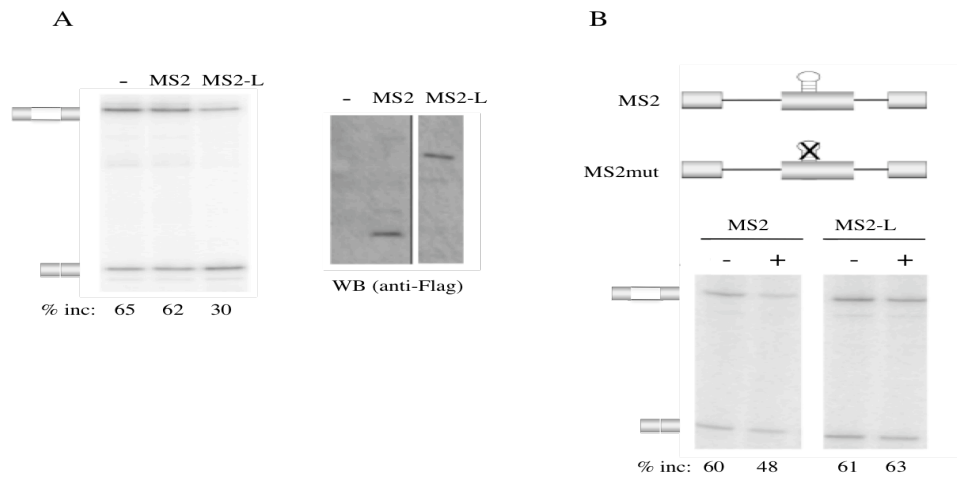 A
- MS2 MS2-L
% inc: 65 62 30
- MS2 MS2-L
WB (anti-Flag)
B
MS2
MS2mut
MS2 MS2-L
- + - +
% inc: 60 48 61 63